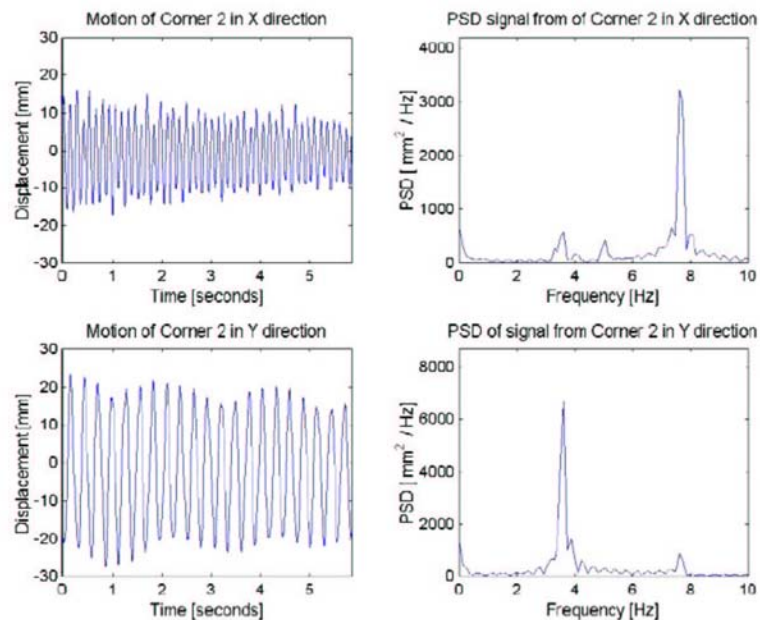 Motion of Corner 2 in X direction
Displacement [mm]
30
20
10
0
-10
-20
-30
0 1 2 3 4 5
Time [seconds]
PSD signal from of Corner 2 in X direction
PSD [ mm² / Hz]
4000
3000
2000
1000
0
0 2 4 6 8 10
Frequency [Hz]
Motion of Corner 2 in Y direction
Displacement [mm]
30
20
10
0
-10
-20
-30
0 1 2 3 4 5
Time [seconds]
PSD of signal from Corner 2 in Y direction
PSD [ mm² / Hz]
8000
6000
4000
2000
0
0 2 4 6 8 10
Frequency [Hz]